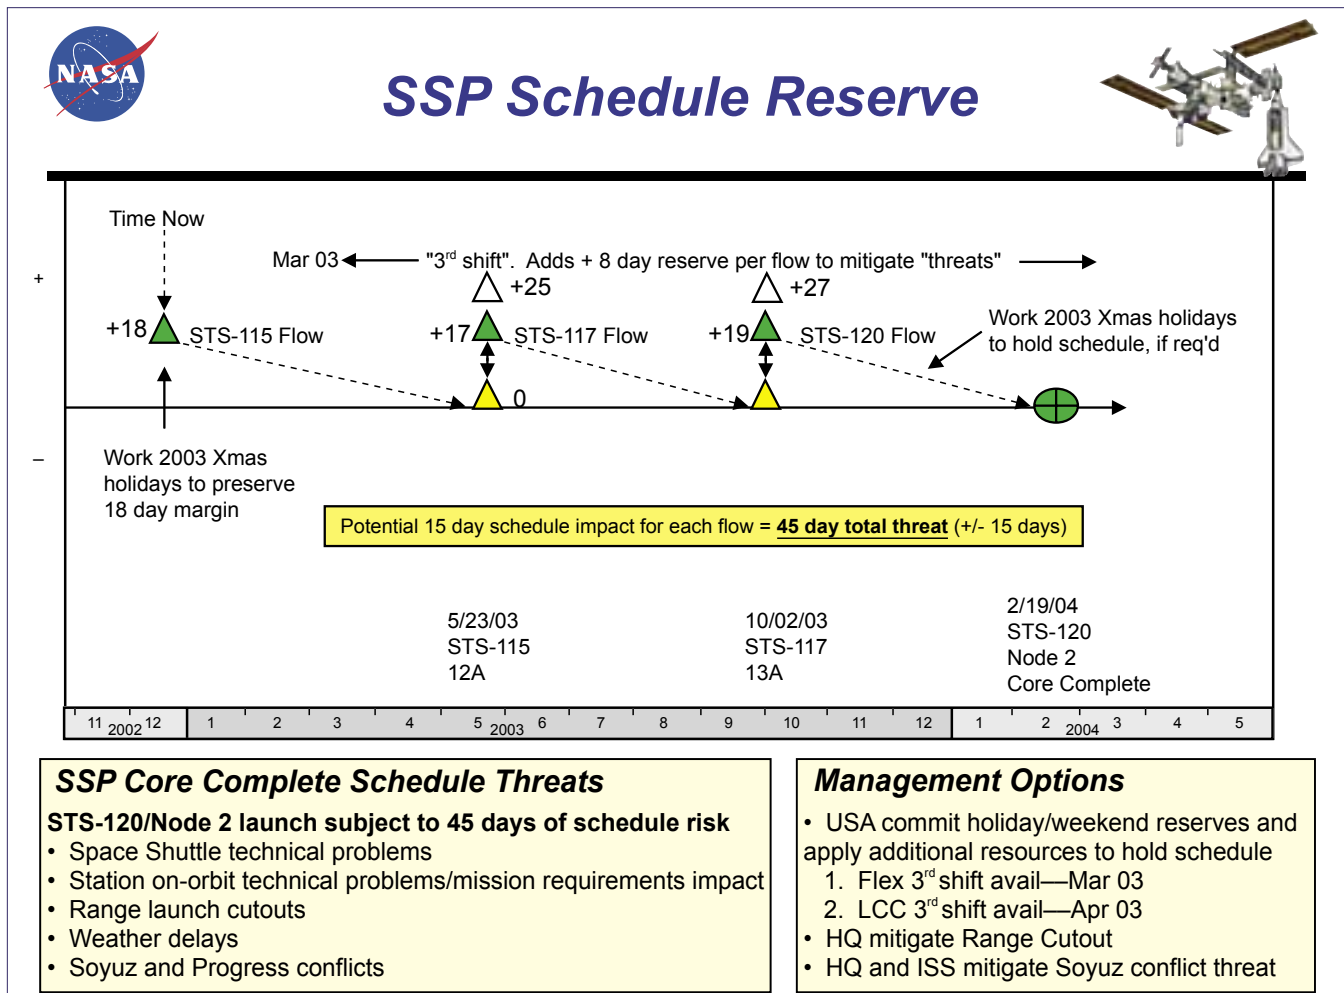 NASA
SSP Schedule Reserve
Time Now
Mar 03
"3rd shift". Adds + 8 day reserve per flow to mitigate "threats"
+
+25
+27
+18
STS-115 Flow
+17
STS-117 Flow
+19
STS-120 Flow
Work 2003 Xmas holidays
to hold schedule, if req'd
0
–
Work 2003 Xmas
holidays to preserve
18 day margin
Potential 15 day schedule impact for each flow = 45 day total threat (+/- 15 days)
5/23/03
STS-115
12A
10/02/03
STS-117
13A
2/19/04
STS-120
Node 2
Core Complete
11 2002 12 1 2 3 4 5 2003 6 7 8 9 10 11 12 1 2 2004 3 4 5
SSP Core Complete Schedule Threats
STS-120/Node 2 launch subject to 45 days of schedule risk
• Space Shuttle technical problems
• Station on-orbit technical problems/mission requirements impact
• Range launch cutouts
• Weather delays
• Soyuz and Progress conflicts
Management Options
• USA commit holiday/weekend reserves and
apply additional resources to hold schedule
1. Flex 3rd shift avail—Mar 03
2. LCC 3rd shift avail—Apr 03
• HQ mitigate Range Cutout
• HQ and ISS mitigate Soyuz conflict threat